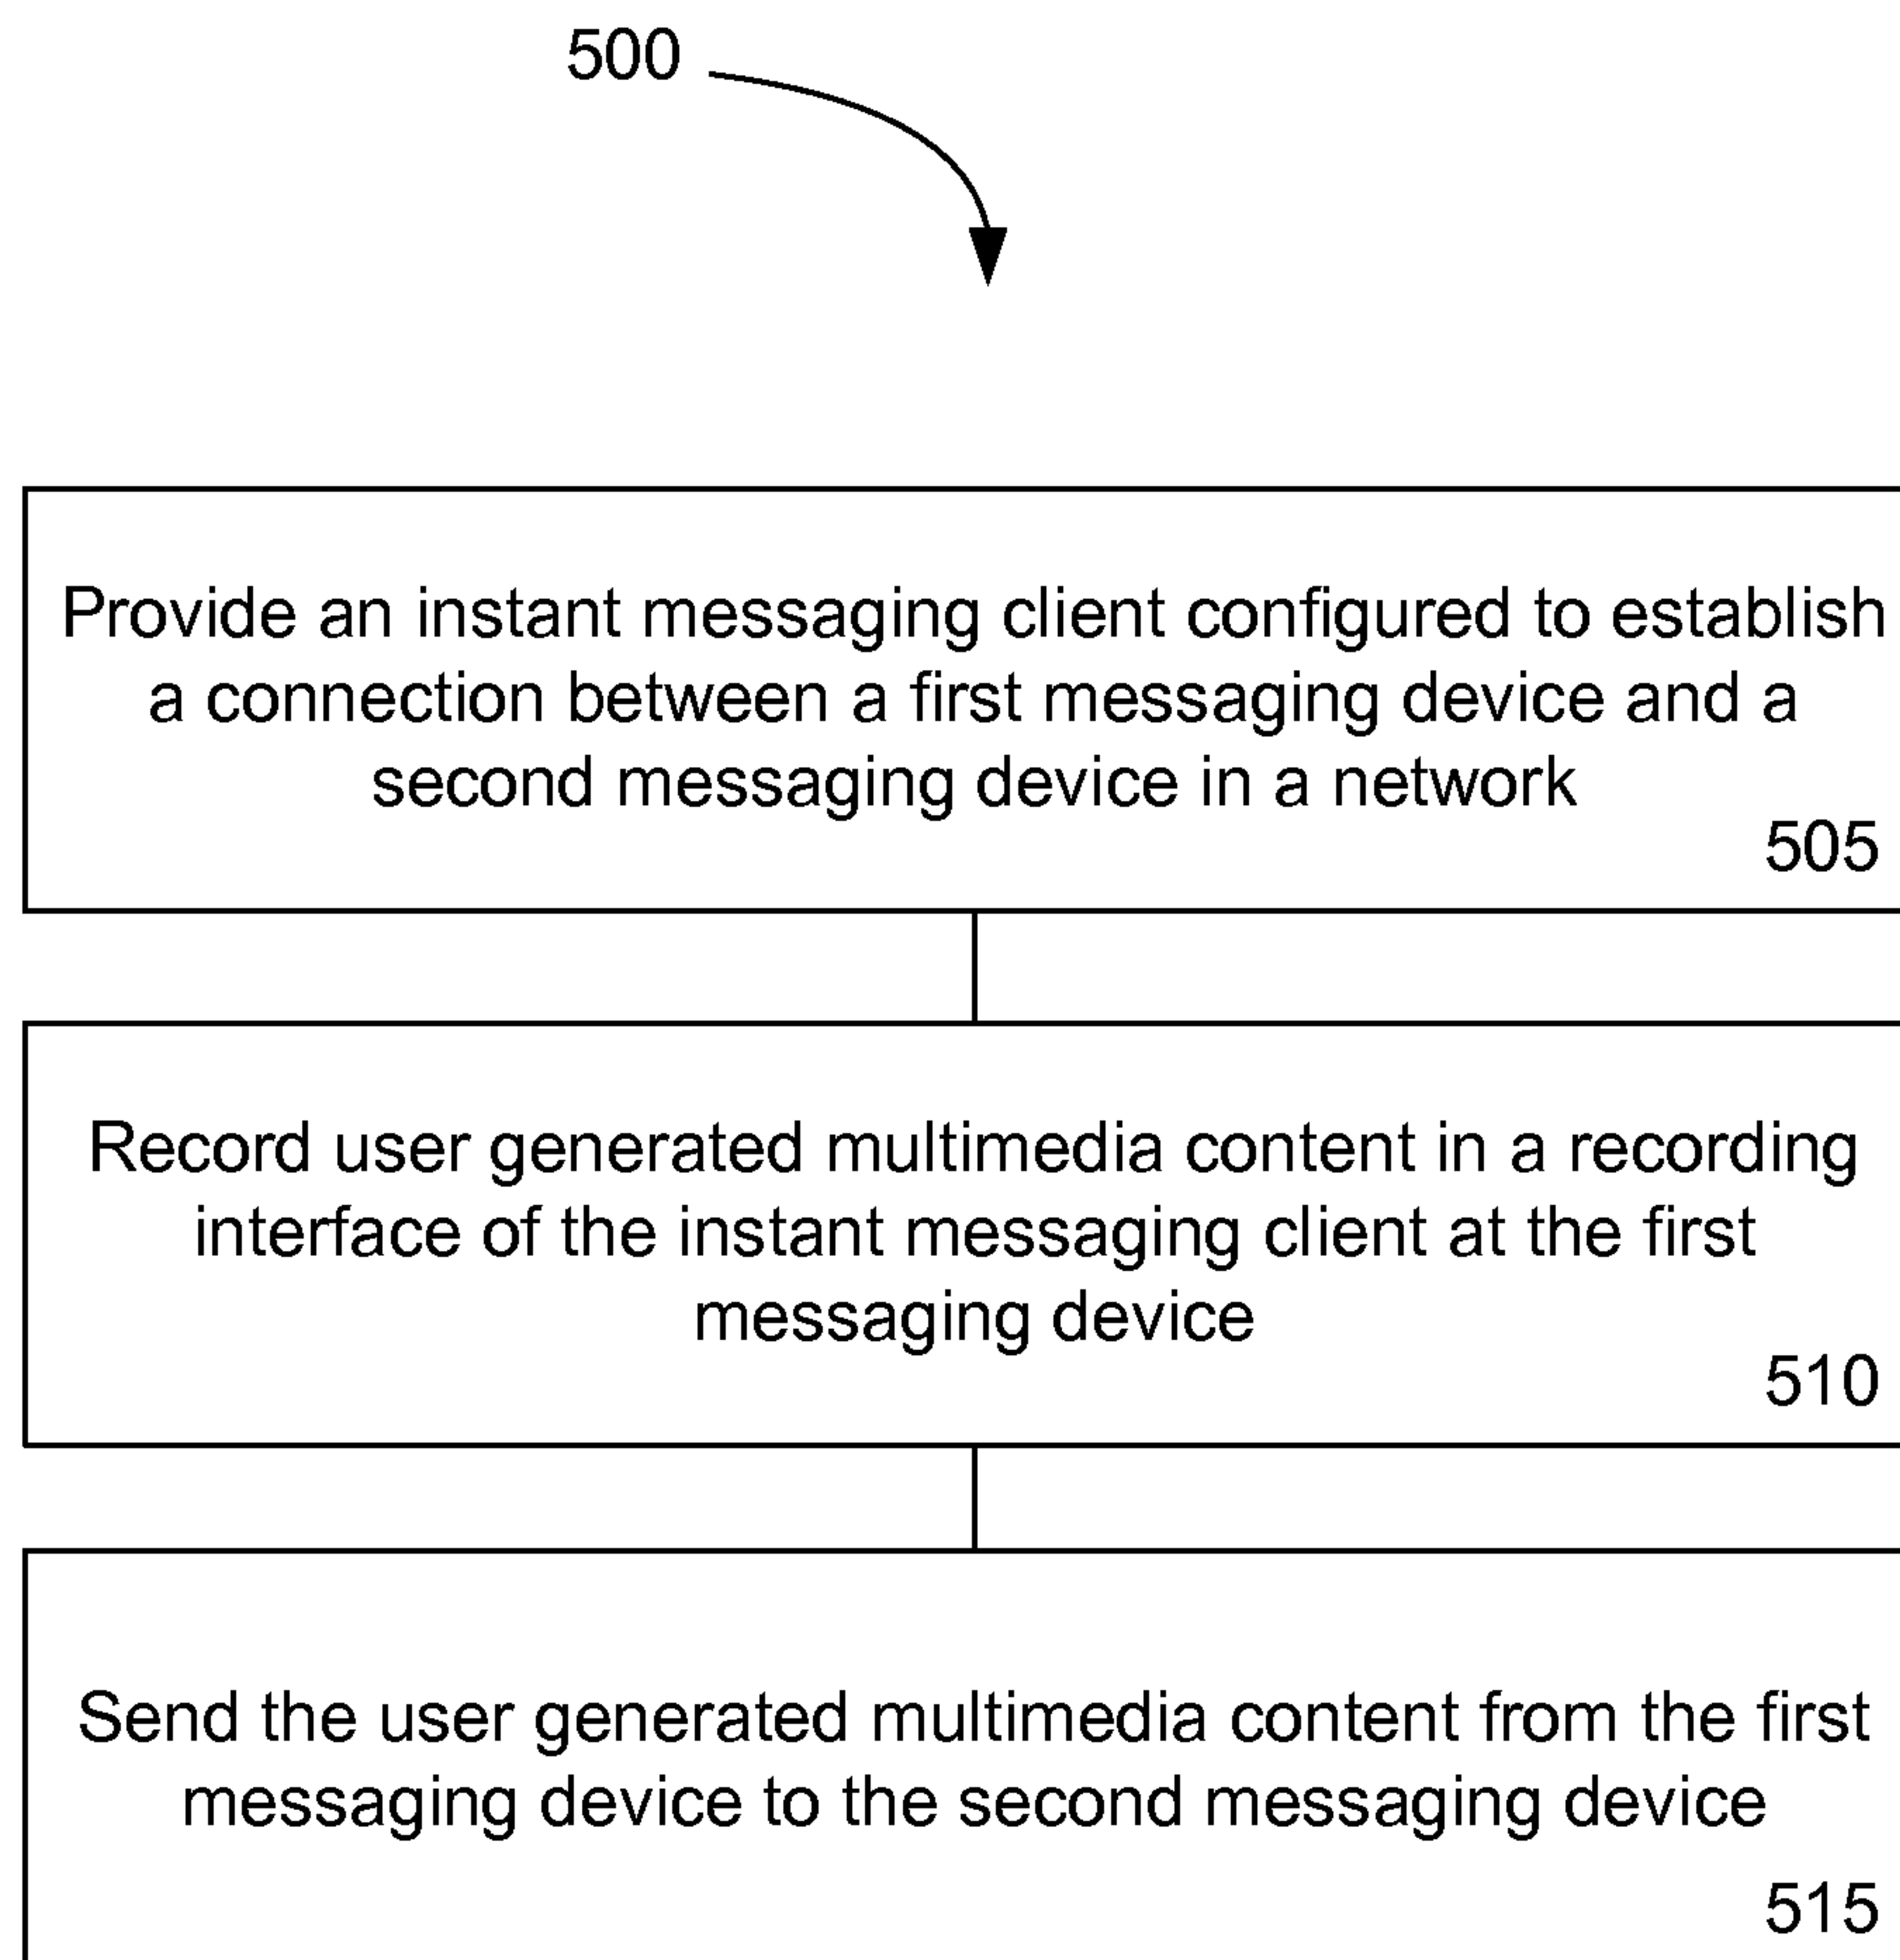 500
Provide an instant messaging client configured to establish
a connection between a first messaging device and a
second messaging device in a network
505
Record user generated multimedia content in a recording
interface of the instant messaging client at the first
messaging device
510
Send the user generated multimedia content from the first
messaging device to the second messaging device
515